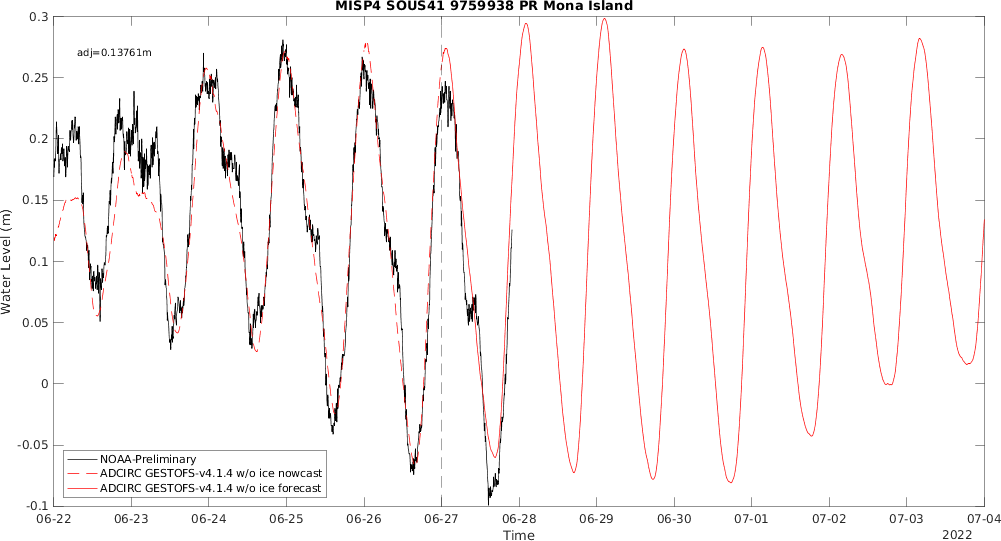 MISP4 SOUS41 9759938 PR Mona Island
adj=0.13761m
0.3
0.25
0.2
0.15
0.1
0.05
0
-0.05
-0.1
Water Level (m)
NOAA-Preliminary
ADCIRC GESTOFS-v4.1.4 w/o ice nowcast
ADCIRC GESTOFS-v4.1.4 w/o ice forecast
06-22 06-23 06-24 06-25 06-26 06-27 06-28 06-29 06-30 07-01 07-02 07-03 07-04
Time
2022